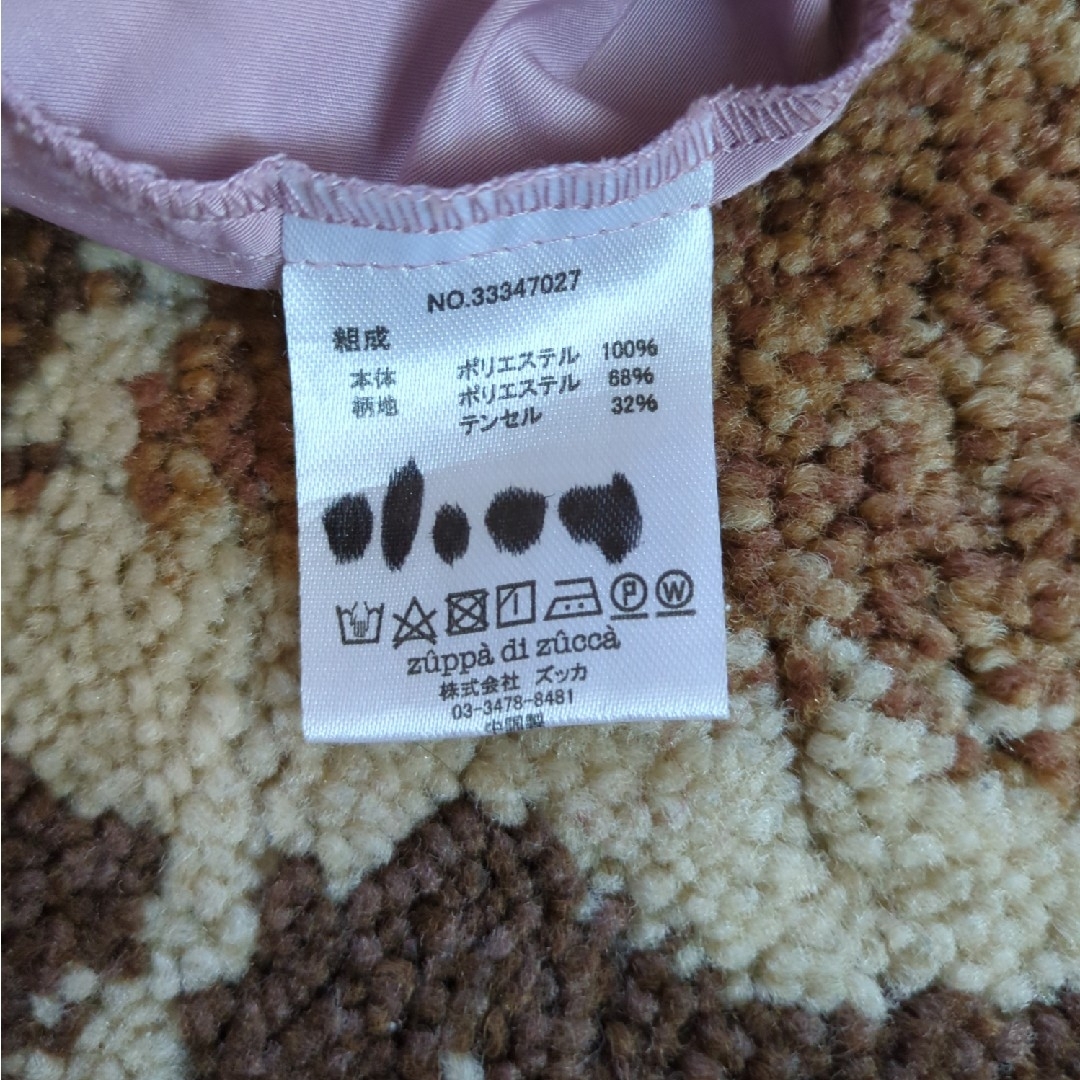 NO.33347027
組成
本体 ポリエステル 100%
柄地 ポリエステル 68%
テンセル 32%
P W
zûppà di zûccà
株式会社 ズッカ
03-3478-8481
中国製